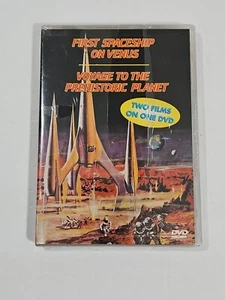 FIRST SPACESHIP
ON VENUS
VOYAGE TO THE
PREHISTORIC PLANET
TWO FILMS
ON ONE DVD
DVD